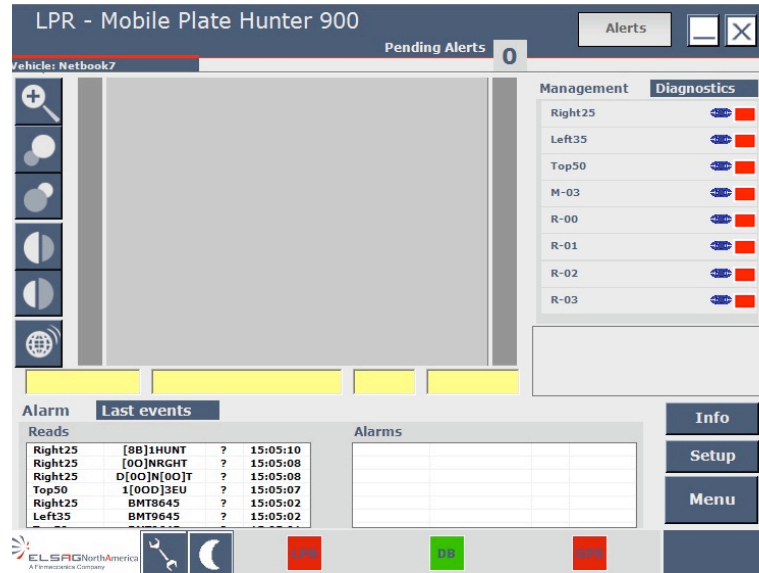 LPR - Mobile Plate Hunter 900
Alerts
Pending Alerts 0
Vehicle: Netbook7
Management Diagnostics
Right25
Left35
Top50
M-03
R-00
R-01
R-02
R-03
Alarm Last events
Info
Reads Alarms
Right25 [8B]1HUNT ? 15:05:10
Right25 [0O]NRGHT ? 15:05:08
Right25 D[0O]N[0O]T ? 15:05:08
Top50 1[0OD]3EU ? 15:05:07
Right25 BMT8645 ? 15:05:02
Left35 BMT9645 ? 15:05:02
Setup
Menu
LPR DB GPS
ELSAG NorthAmerica
A Finmeccanica Company